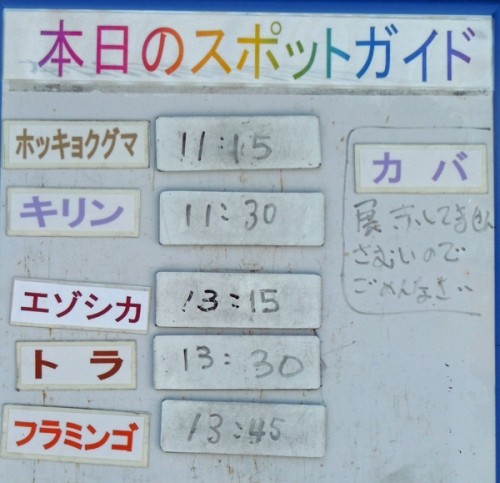 本日のスポットガイド
ホッキョクグマ 11:15
キリン 11:30
エゾシカ 13:15
トラ 13:30
フラミンゴ 13:45
カバ
展示してません
さむいので
ごめんなさい